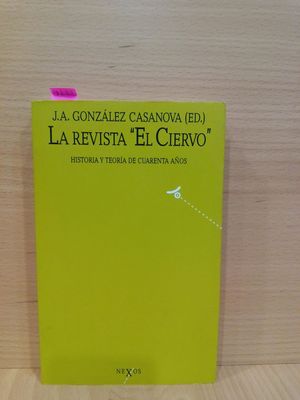 J.A. GONZÁLEZ CASANOVA (ED.)
LA REVISTA "EL CIERVO"
HISTORIA Y TEORÍA DE CUARENTA AÑOS
NEXOS